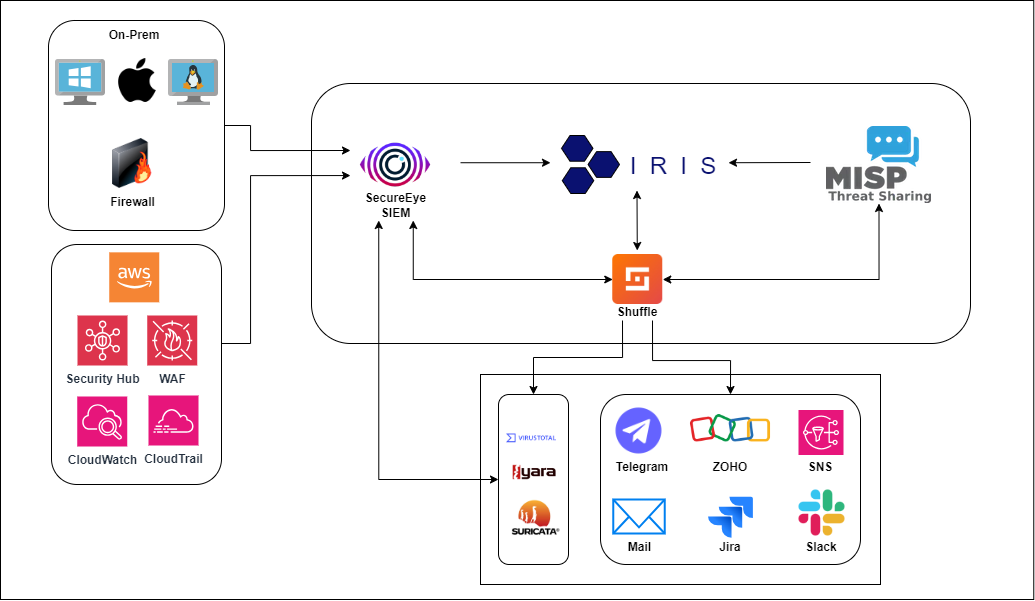 On-Prem
Firewall
aws
Security Hub
WAF
CloudWatch
CloudTrail
SecureEye
SIEM
IRIS
MISP
Threat Sharing
Shuffle
VIRUSTOTAL
yara
SURICATA®
Telegram
ZOHO
SNS
Mail
Jira
Slack